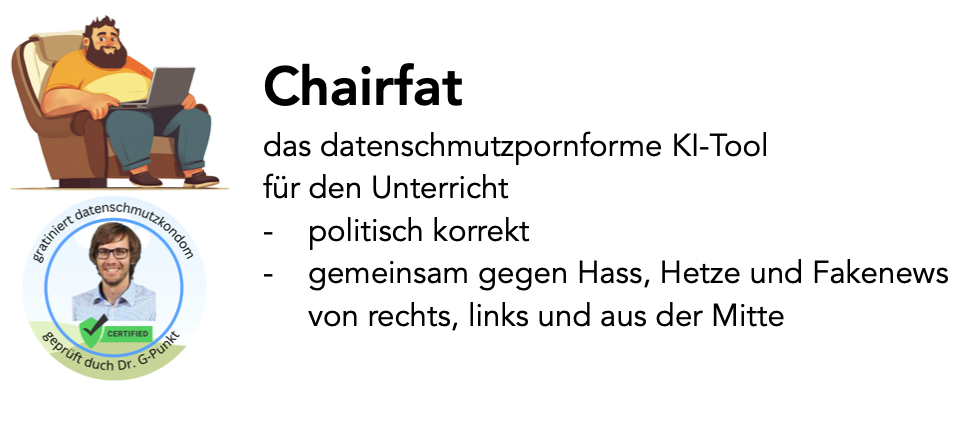 Chairfat
das datenschmutzpornforme KI-Tool
für den Unterricht
- politisch korrekt
- gemeinsam gegen Hass, Hetze und Fakenews
von rechts, links und aus der Mitte
gratiniert datenschmutzkondom
CERTIFIED
geprüft duch Dr. G-Punkt